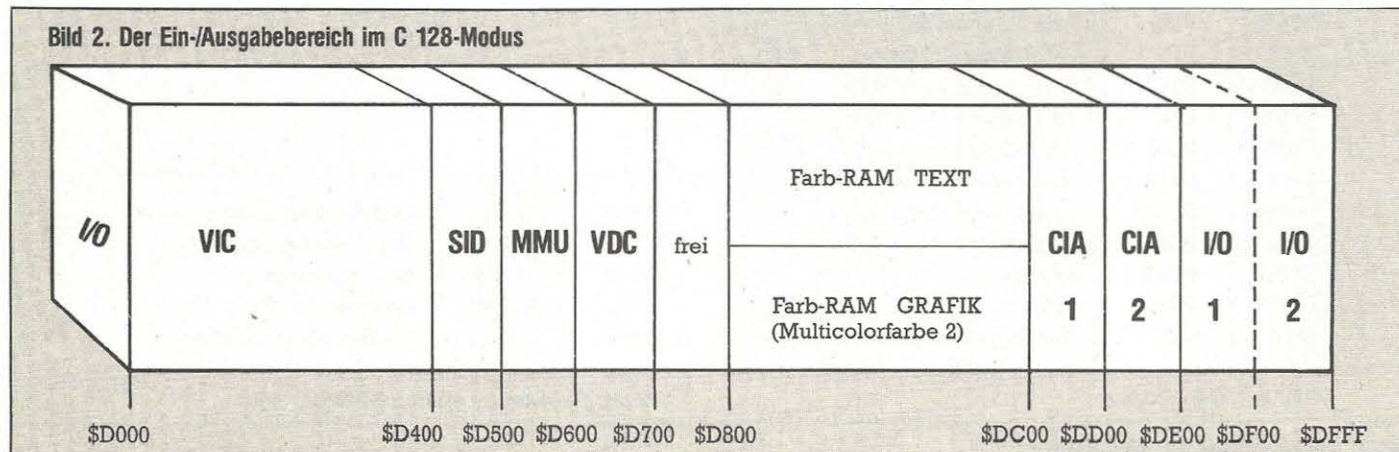 Bild 2. Der Ein-/Ausgabebereich im C 128-Modus
I/O
VIC
SID
MMU
VDC
frei
Farb-RAM TEXT
Farb-RAM GRAFIK
(Multicolorfarbe 2)
CIA
1
CIA
2
I/O
1
I/O
2
$D000 $D400 $D500 $D600 $D700 $D800 $DC00 $DD00 $DE00 $DF00 $DFFF